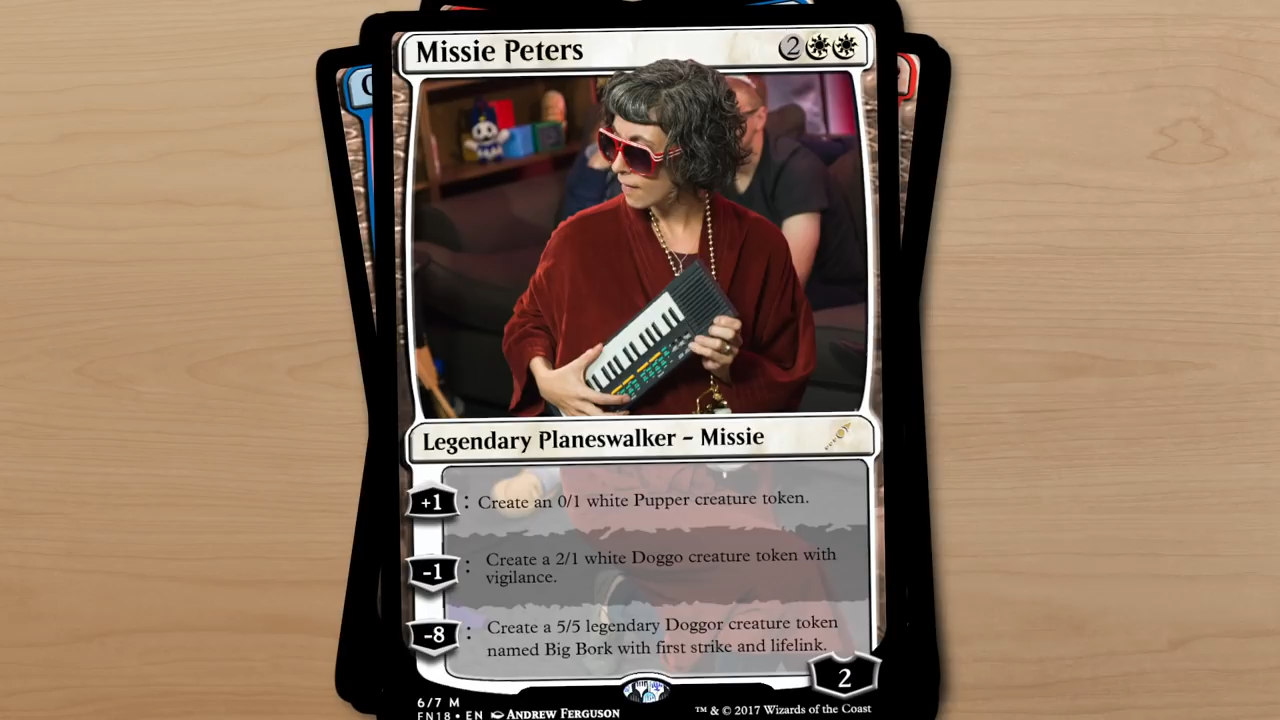 Missie Peters
2
Legendary Planeswalker – Missie
+1 : Create an 0/1 white Pupper creature token.
-1 : Create a 2/1 white Doggo creature token with
vigilance.
-8 : Create a 5/5 legendary Doggor creature token
named Big Bork with first strike and lifelink.
2
6/7 M
FN18 • EN Andrew Ferguson
™ & © 2017 Wizards of the Coast